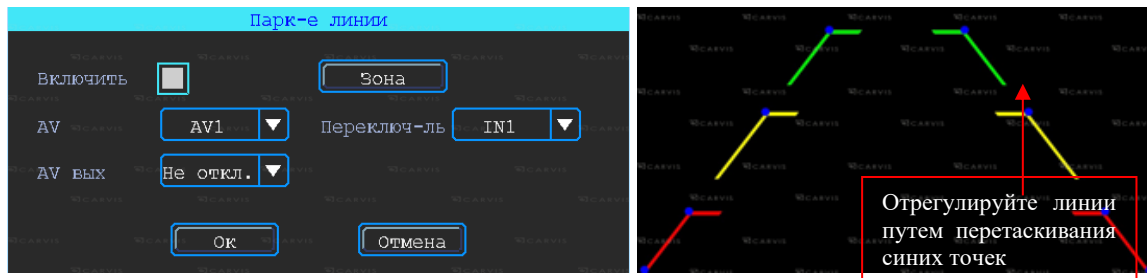 Парк-е линии
Включить
Зона
AV AV1 Переключ-ль IN1
AV вых Не откл.
Ок Отмена
Отрегулируйте линии
путем перетаскивания
синих точек
CARVIS